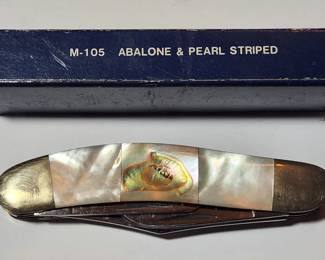 M-105 ABALONE & PEARL STRIPED